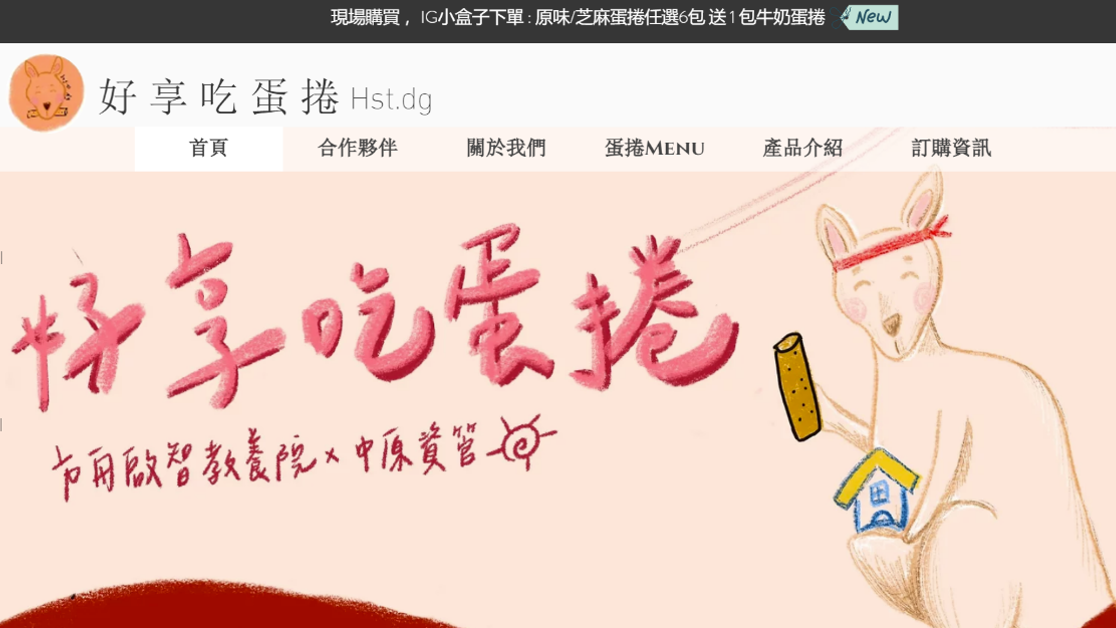 現場購買， IG小盒子下單 : 原味/芝麻蛋捲任選6包 送1包牛奶蛋捲 New
好享吃蛋捲 Hst.dg
首頁 合作夥伴 關於我們 蛋捲MENU 產品介紹 訂購資訊
好享吃蛋捲
方舟啟智教養院×中原資管